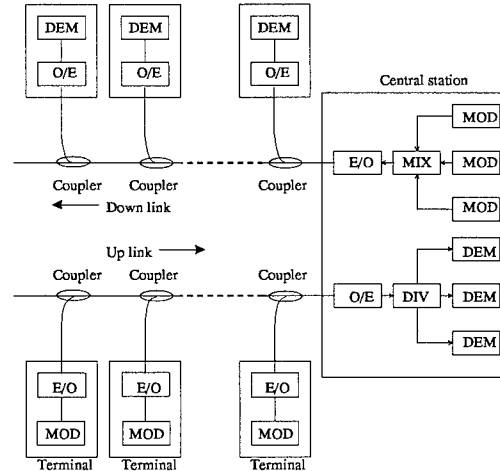 DEM
DEM
DEM
O/E
O/E
O/E
Central station
MOD
E/O
MIX
MOD
Coupler
Coupler
Coupler
Down link
MOD
Up link
DEM
Coupler
Coupler
Coupler
O/E
DIV
DEM
DEM
E/O
E/O
E/O
MOD
MOD
MOD
Terminal
Terminal
Terminal